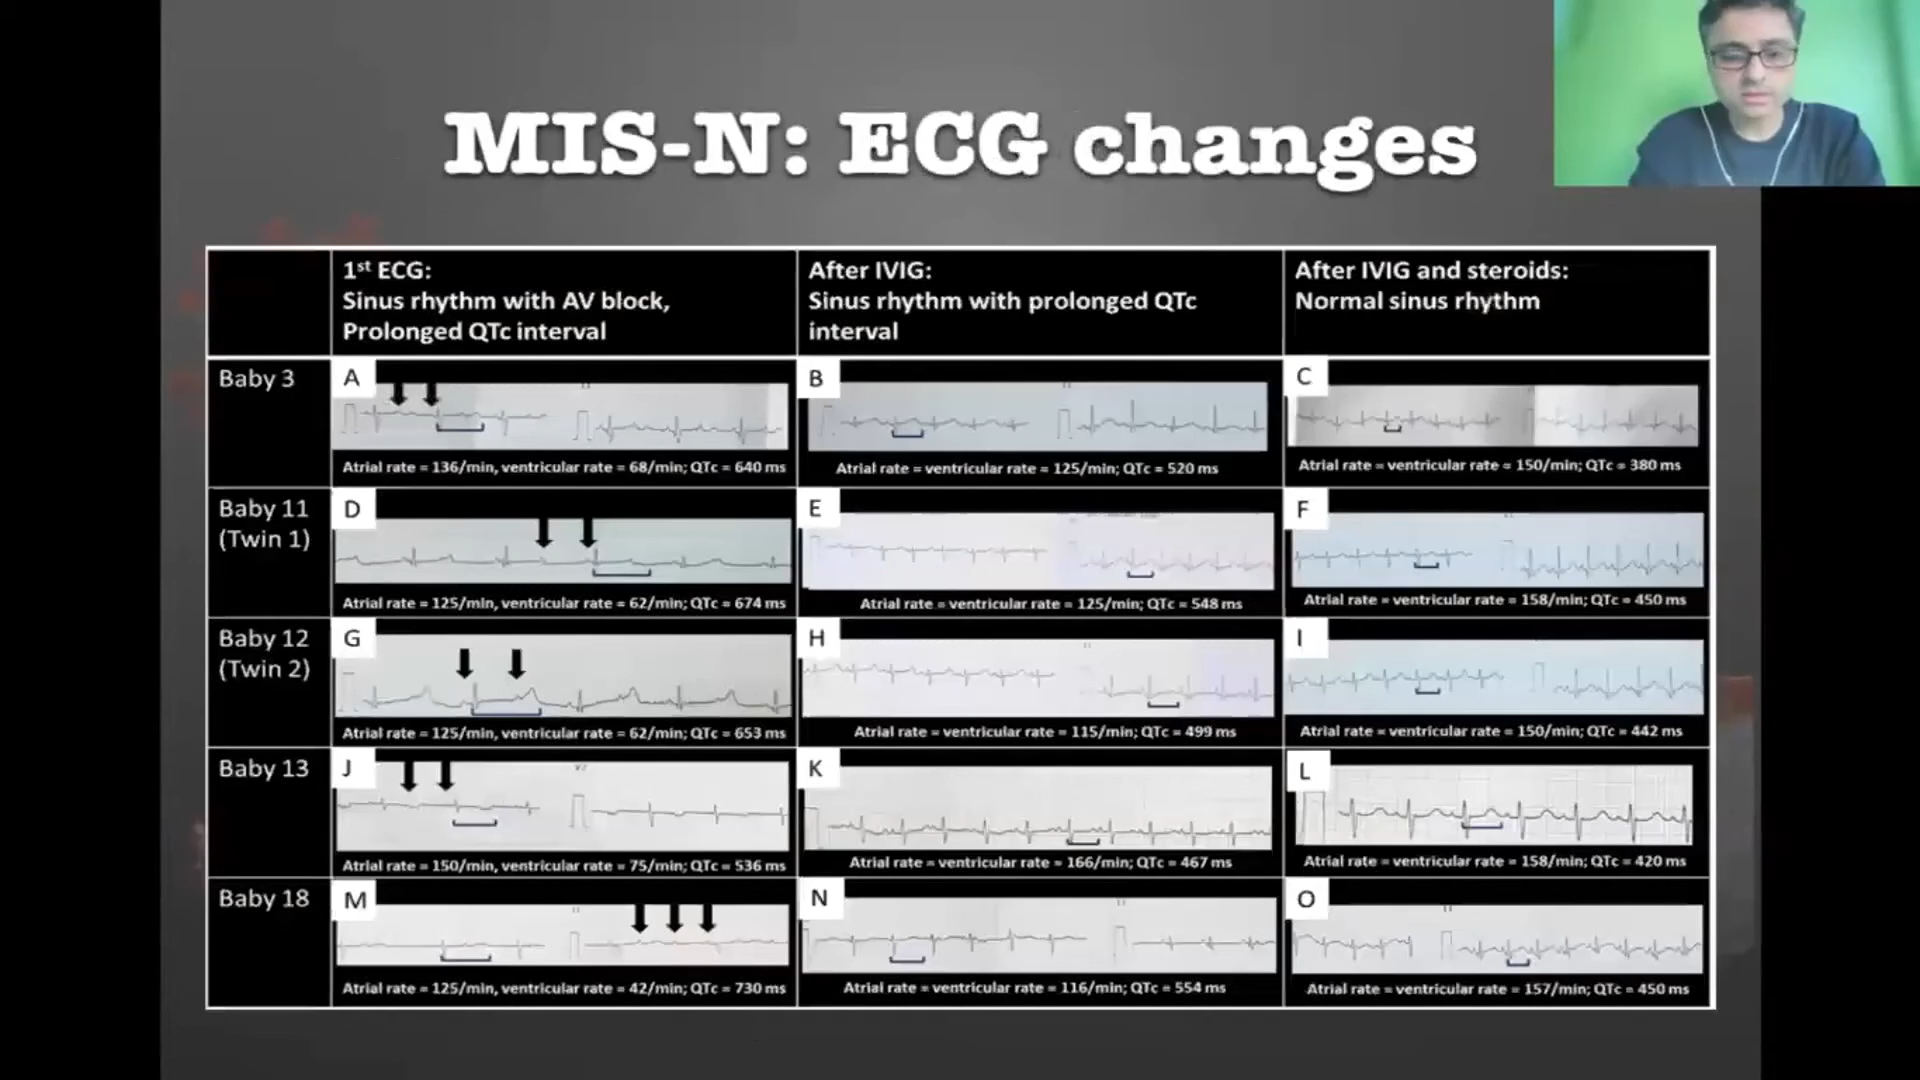 MIS-N: ECG changes
1st ECG:
Sinus rhythm with AV block,
Prolonged QTc interval
After IVIG:
Sinus rhythm with prolonged QTc
interval
After IVIG and steroids:
Normal sinus rhythm
Baby 3
A
Atrial rate = 136/min, ventricular rate = 68/min; QTc = 640 ms
B
Atrial rate = ventricular rate = 125/min; QTc = 520 ms
C
Atrial rate = ventricular rate = 150/min; QTc = 380 ms
Baby 11
(Twin 1)
D
Atrial rate = 125/min, ventricular rate = 62/min; QTc = 674 ms
E
Atrial rate = ventricular rate = 125/min; QTc = 548 ms
F
Atrial rate = ventricular rate = 158/min; QTc = 450 ms
Baby 12
(Twin 2)
G
Atrial rate = 125/min, ventricular rate = 62/min; QTc = 653 ms
H
Atrial rate = ventricular rate = 115/min; QTc = 499 ms
I
Atrial rate = ventricular rate = 150/min; QTc = 442 ms
Baby 13
J
Atrial rate = 150/min, ventricular rate = 75/min; QTc = 536 ms
K
Atrial rate = ventricular rate = 166/min; QTc = 467 ms
L
Atrial rate = ventricular rate = 158/min; QTc = 420 ms
Baby 18
M
Atrial rate = 125/min, ventricular rate = 42/min; QTc = 730 ms
N
Atrial rate = ventricular rate = 116/min; QTc = 554 ms
O
Atrial rate = ventricular rate = 157/min; QTc = 450 ms